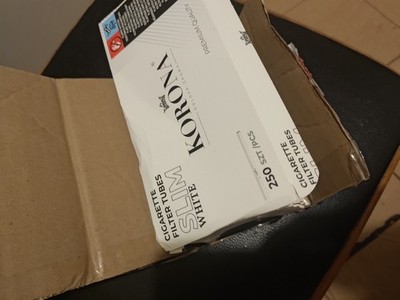 KORONA®
PREMIUM QUALITY
CIGARETTE
FILTER TUBES
SLIM
WHITE
250 SZT./PCS
CIGARETTE
FILTER TUBES